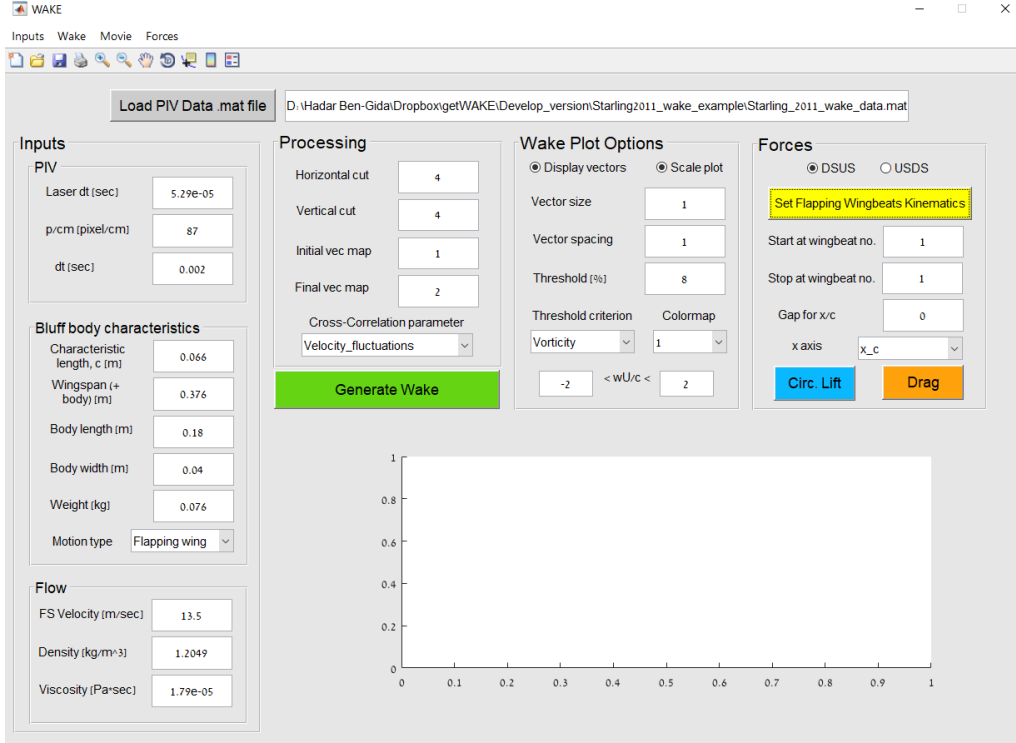 WAKE
Inputs Wake Movie Forces
Load PIV Data .mat file
D:\Hadar Ben-Gida\Dropbox\getWAKE\Develop_version\Starling2011_wake_example\Starling_2011_wake_data.mat
Inputs
PIV
Laser dt [sec] 5.29e-05
p/cm [pixel/cm] 87
dt [sec] 0.002
Bluff body characteristics
Characteristic
length, c [m] 0.066
Wingspan (+
body) [m] 0.376
Body length [m] 0.18
Body width [m] 0.04
Weight [kg] 0.076
Motion type Flapping wing
Flow
FS Velocity [m/sec] 13.5
Density [kg/m^3] 1.2049
Viscosity [Pa*sec] 1.79e-05
Processing
Horizontal cut 4
Vertical cut 4
Initial vec map 1
Final vec map 2
Cross-Correlation parameter
Velocity_fluctuations
Generate Wake
Wake Plot Options
Display vectors Scale plot
Vector size 1
Vector spacing 1
Threshold [%] 8
Threshold criterion Colormap
Vorticity 1
-2 < wU/c < 2
Forces
DSUS USDS
Set Flapping Wingbeats Kinematics
Start at wingbeat no. 1
Stop at wingbeat no. 1
Gap for x/c 0
x axis x_c
Circ. Lift Drag
1
0.8
0.6
0.4
0.2
0
0 0.1 0.2 0.3 0.4 0.5 0.6 0.7 0.8 0.9 1